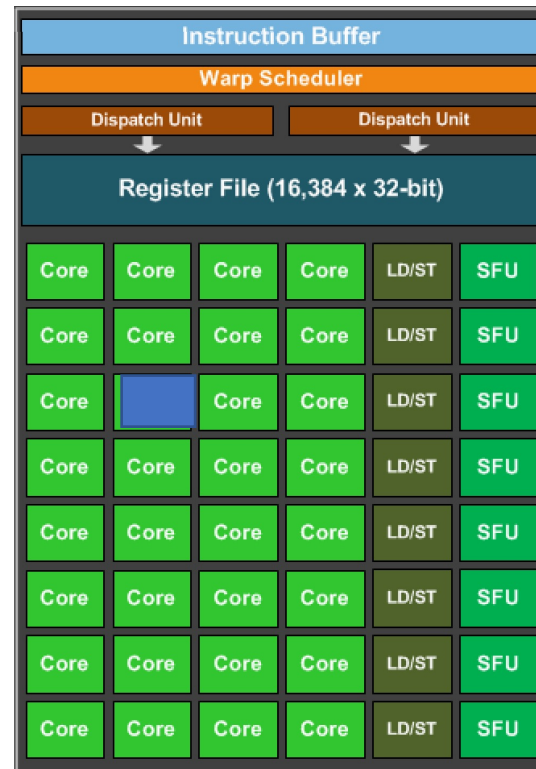 Instruction Buffer
Warp Scheduler
Dispatch Unit Dispatch Unit
Register File (16,384 x 32-bit)
Core Core Core Core LD/ST SFU
Core Core Core Core LD/ST SFU
Core Core Core LD/ST SFU
Core Core Core Core LD/ST SFU
Core Core Core Core LD/ST SFU
Core Core Core Core LD/ST SFU
Core Core Core Core LD/ST SFU
Core Core Core Core LD/ST SFU